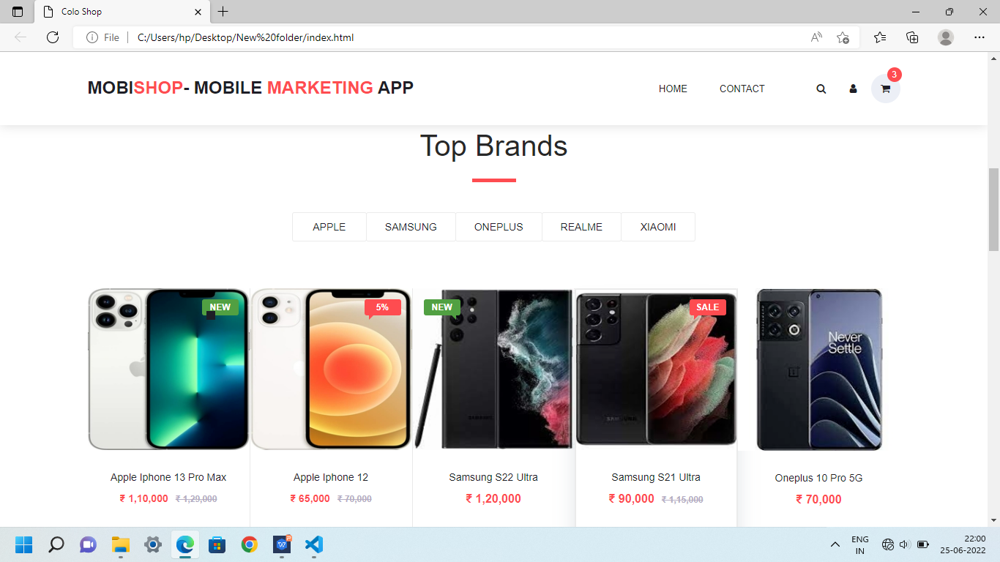 Colo Shop
File
C:/Users/hp/Desktop/New%20folder/index.html
MOBISHOP- MOBILE MARKETING APP
HOME
CONTACT
3
Top Brands
APPLE
SAMSUNG
ONEPLUS
REALME
XIAOMI
NEW
5%
NEW
SALE
Never
Settle
SAMSUNG
SAMSUNG
Apple Iphone 13 Pro Max
₹ 1,10,000 ₹ 1,29,000
Apple Iphone 12
₹ 65,000 ₹ 70,000
Samsung S22 Ultra
₹ 1,20,000
Samsung S21 Ultra
₹ 90,000 ₹ 1,15,000
Oneplus 10 Pro 5G
₹ 70,000
ENG
IN
22:00
25-06-2022